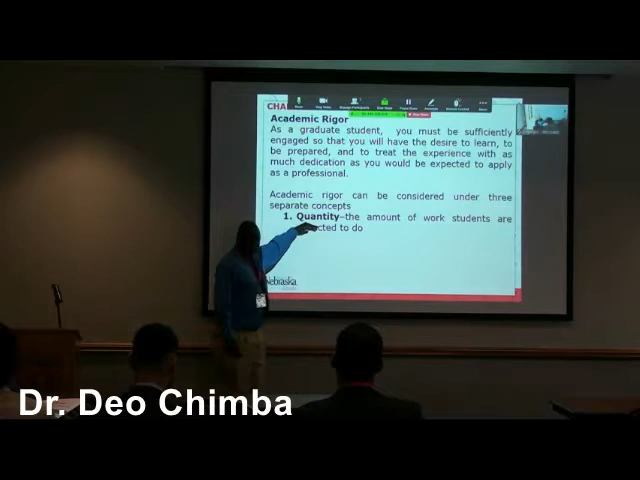 CHA
Academic Rigor
As a graduate student, you must be sufficiently
engaged so that you will have the desire to learn, to
be prepared, and to treat the experience with as
much dedication as you would be expected to apply
as a professional.
Academic rigor can be considered under three
separate concepts
1. Quantity–the amount of work students are
cted to do
Nebraska
Dr. Deo Chimba